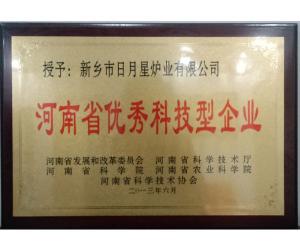 授予：新乡市日月星炉业有限公司
河南省优秀科技型企业
河南省发展和改革委员会 河南省科学技术厅
河南省科学院 河南省农业科学院
河南省科学技术协会
二〇一三年六月